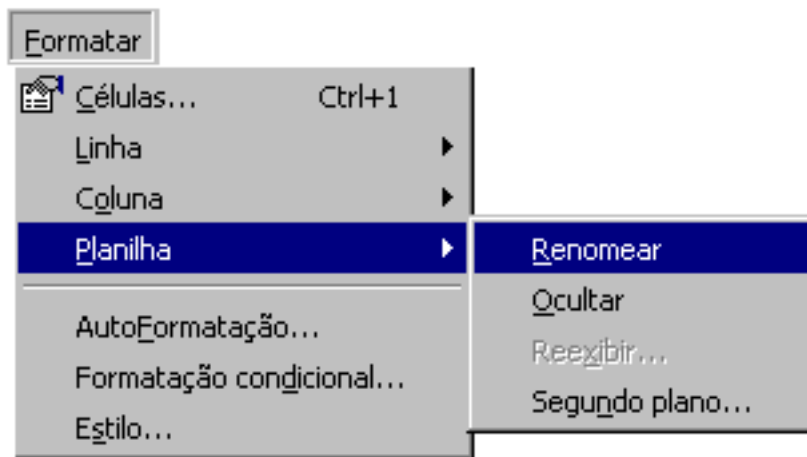 Formatar
Células... Ctrl+1
Linha
Coluna
Planilha
Renomear
Ocultar
Reexibir...
Segundo plano...
AutoFormatação...
Formatação condicional...
Estilo...